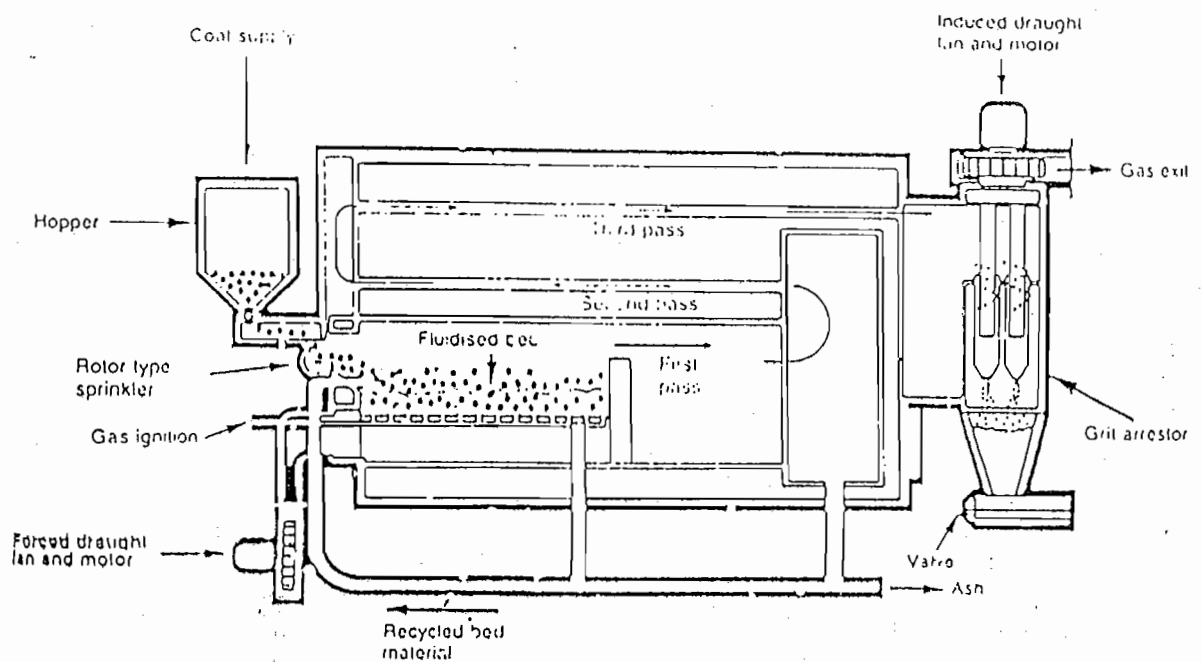 Coal supply
Induced draught
fan and motor
Gas exit
Hopper
Third pass
Second pass
Fluidised bed
First
pass
Rotor type
sprinkler
Gas ignition
Grit arrestor
Forced draught
fan and motor
Valve
Ash
Recycled bed
material